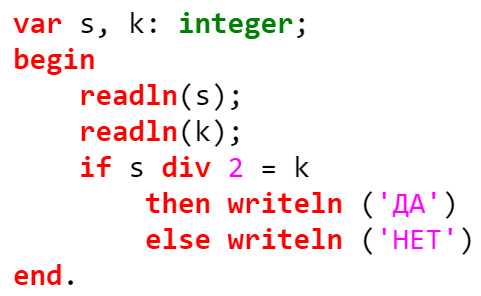 var s, k: integer;
begin
readln(s);
readln(k);
if s div 2 = k
then writeln ('ДА')
else writeln ('НЕТ')
end.